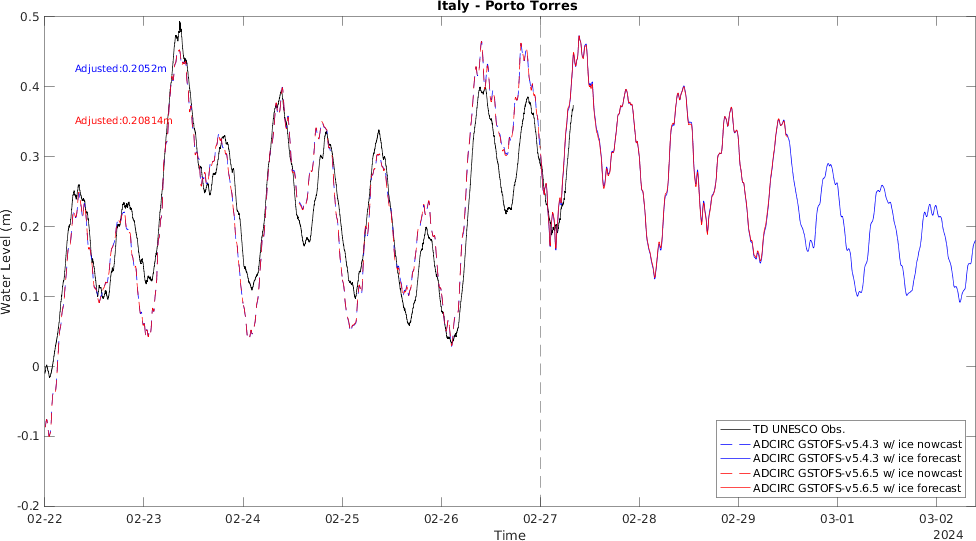 Italy - Porto Torres
0.5
0.4
0.3
0.2
0.1
0
-0.1
-0.2
Water Level (m)
Adjusted:0.2052m
Adjusted:0.20814m
TD UNESCO Obs.
ADCIRC GSTOFS-v5.4.3 w/ ice nowcast
ADCIRC GSTOFS-v5.4.3 w/ ice forecast
ADCIRC GSTOFS-v5.6.5 w/ ice nowcast
ADCIRC GSTOFS-v5.6.5 w/ ice forecast
02-22 02-23 02-24 02-25 02-26 02-27 02-28 02-29 03-01 03-02
Time
2024